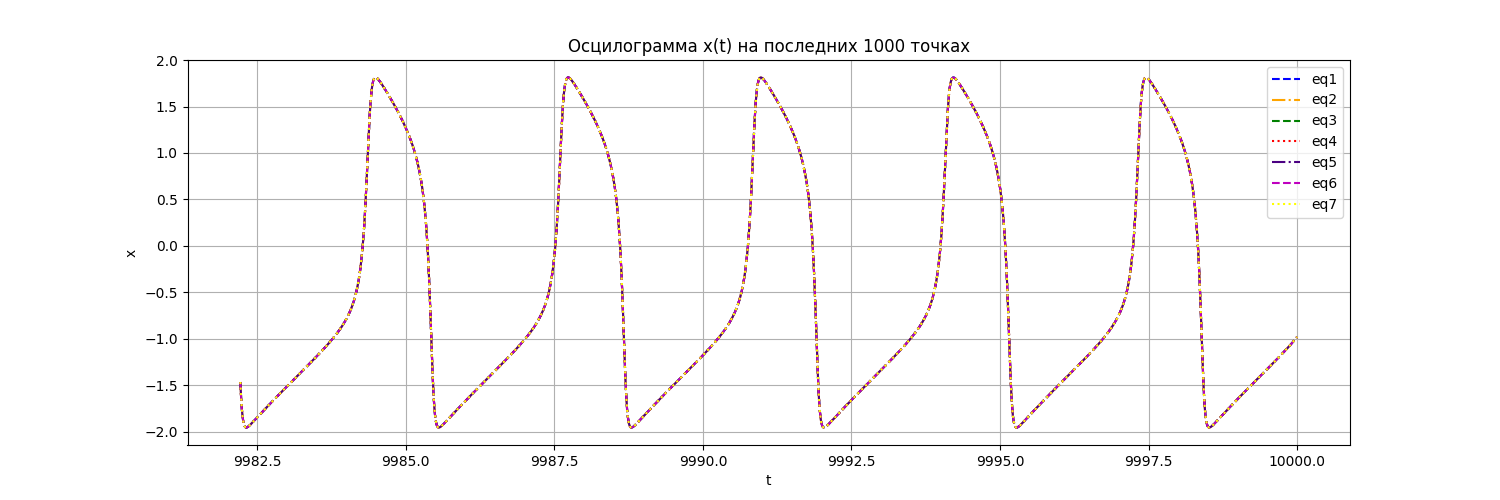 Осцилограмма x(t) на последних 1000 точках
2.0
1.5
1.0
0.5
0.0
−0.5
−1.0
−1.5
−2.0
x
9982.5
9985.0
9987.5
9990.0
9992.5
9995.0
9997.5
10000.0
t
eq1
eq2
eq3
eq4
eq5
eq6
eq7